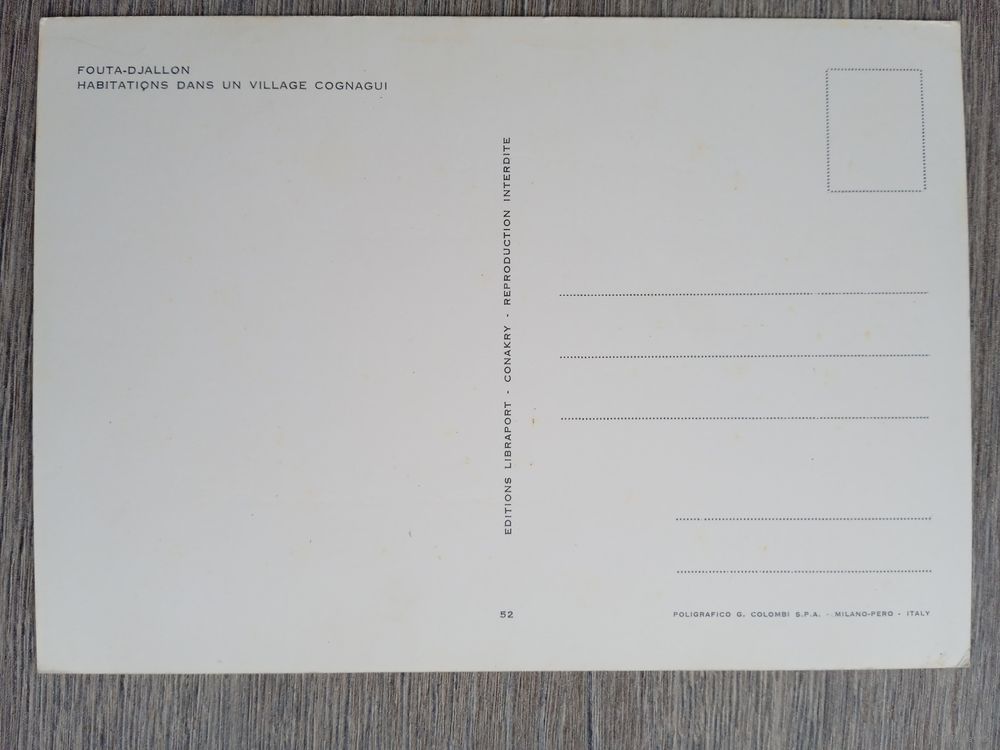 FOUTA-DJALLON
HABITATIONS DANS UN VILLAGE COGNAGUI
EDITIONS LIBRAPORT - CONAKRY - REPRODUCTION INTERDITE
52
POLIGRAFICO G. COLOMBI S.P.A. - MILANO-PERO - ITALY